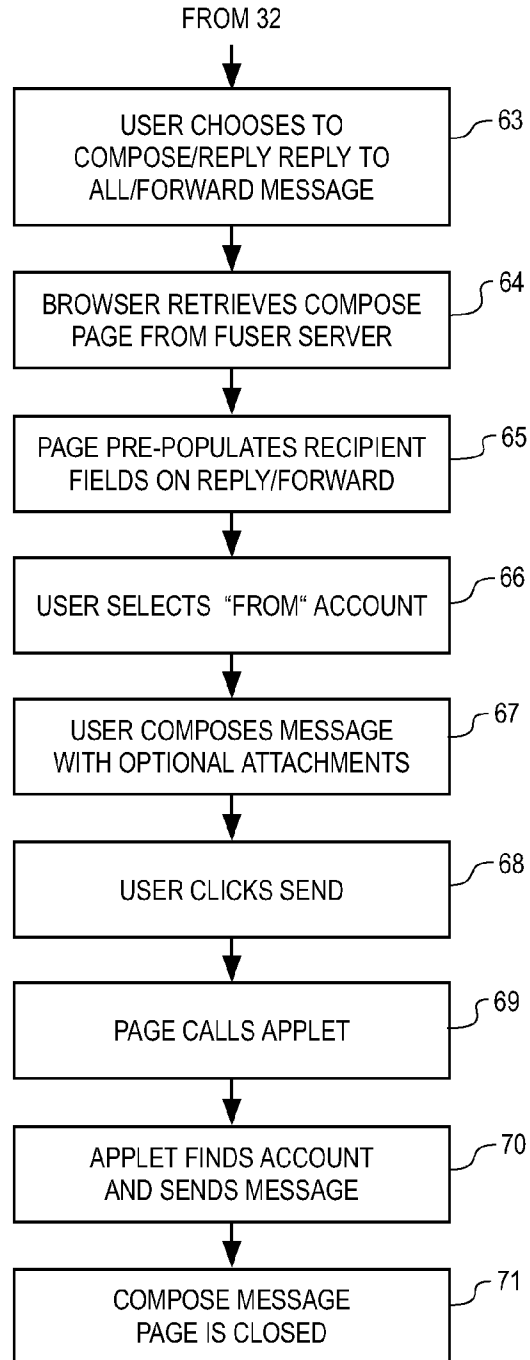 FROM 32
USER CHOOSES TO
COMPOSE/REPLY REPLY TO
ALL/FORWARD MESSAGE
63
BROWSER RETRIEVES COMPOSE
PAGE FROM FUSER SERVER
64
PAGE PRE-POPULATES RECIPIENT
FIELDS ON REPLY/FORWARD
65
USER SELECTS “FROM“ ACCOUNT
66
USER COMPOSES MESSAGE
WITH OPTIONAL ATTACHMENTS
67
USER CLICKS SEND
68
PAGE CALLS APPLET
69
APPLET FINDS ACCOUNT
AND SENDS MESSAGE
70
COMPOSE MESSAGE
PAGE IS CLOSED
71